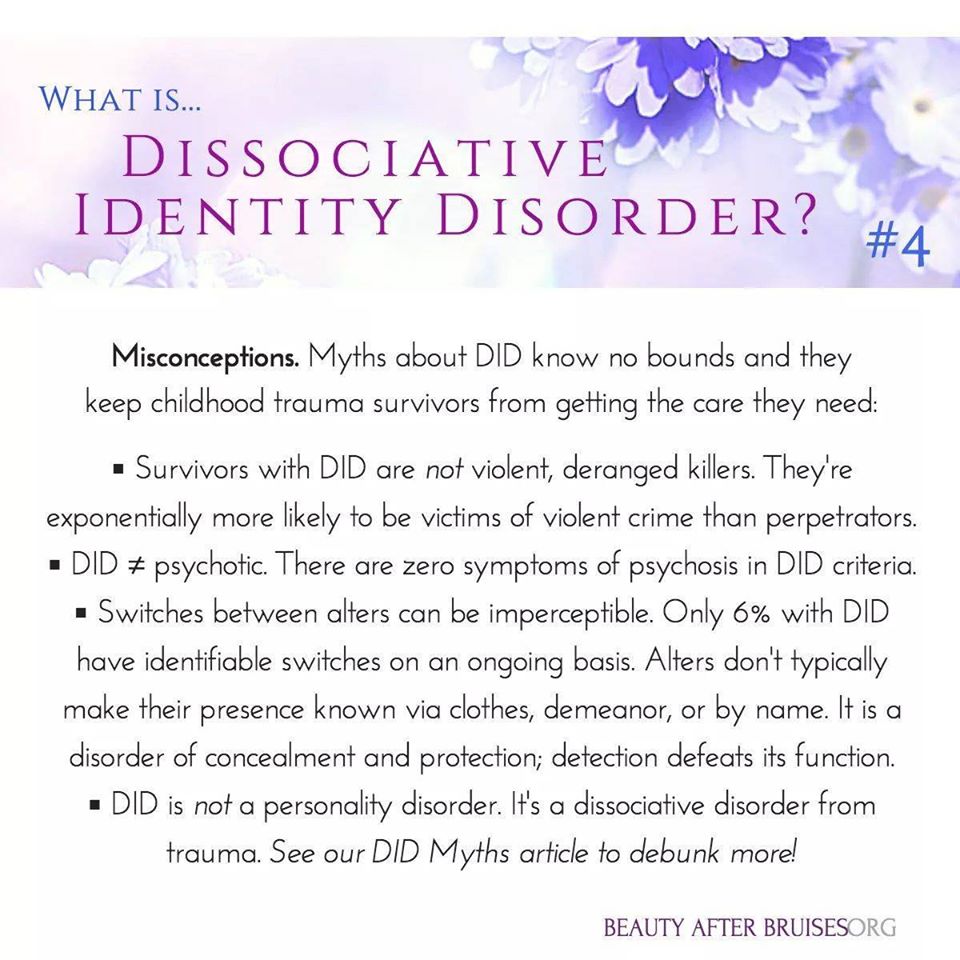 What is...
Dissociative
Identity Disorder?
#4
Misconceptions. Myths about DID know no bounds and they
keep childhood trauma survivors from getting the care they need:
▪ Survivors with DID are not violent, deranged killers. They're
exponentially more likely to be victims of violent crime than perpetrators.
▪ DID ≠ psychotic. There are zero symptoms of psychosis in DID criteria.
▪ Switches between alters can be imperceptible. Only 6% with DID
have identifiable switches on an ongoing basis. Alters don't typically
make their presence known via clothes, demeanor, or by name. It is a
disorder of concealment and protection; detection defeats its function.
▪ DID is not a personality disorder. It's a dissociative disorder from
trauma. See our DID Myths article to debunk more!
BEAUTY AFTER BRUISESORG